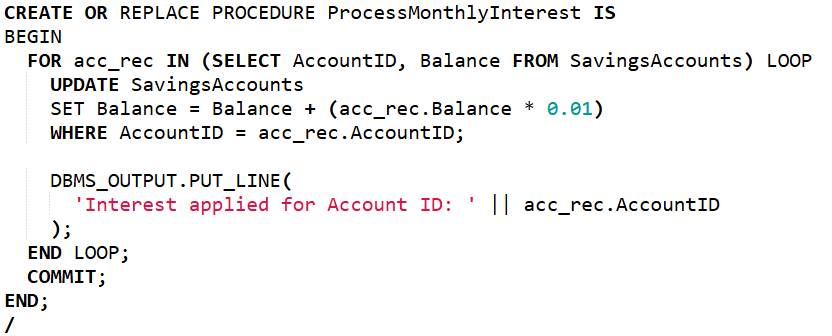 CREATE OR REPLACE PROCEDURE ProcessMonthlyInterest IS
BEGIN
  FOR acc_rec IN (SELECT AccountID, Balance FROM SavingsAccounts) LOOP
    UPDATE SavingsAccounts
    SET Balance = Balance + (acc_rec.Balance * 0.01)
    WHERE AccountID = acc_rec.AccountID;

    DBMS_OUTPUT.PUT_LINE(
      'Interest applied for Account ID: ' || acc_rec.AccountID
    );
  END LOOP;
  COMMIT;
END;
/